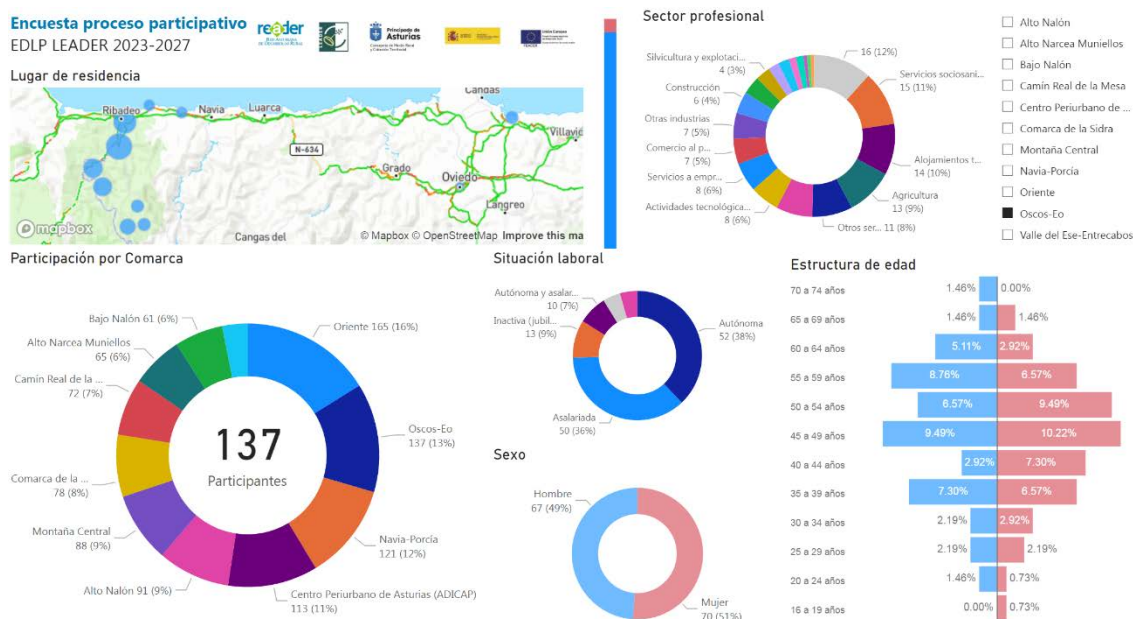 Encuesta proceso participativo
EDLP LEADER 2023-2027
reader
Principado de Asturias
Lugar de residencia
Ribadeo
Navia
Luarca
Candas
Villavic
N-634
Grado
Oviedo
Langreo
Cangas del
mapbox
© Mapbox © OpenStreetMap Improve this ma
Sector profesional
16 (12%)
Servicios sociosani...
15 (11%)
Alojamientos t...
14 (10%)
Agricultura
13 (9%)
Otros ser... 11 (8%)
Actividades tecnológica...
8 (6%)
Servicios a empr...
8 (6%)
Comercio al p...
7 (5%)
Otras industrias
7 (5%)
Construcción
6 (4%)
Silvicultura y explotaci...
4 (3%)
Alto Nalón
Alto Narcea Muniellos
Bajo Nalón
Camín Real de la Mesa
Centro Periurbano de ...
Comarca de la Sidra
Montaña Central
Navia-Porcía
Oriente
Oscos-Eo
Valle del Ese-Entrecabos
Participación por Comarca
137
Participantes
Oriente 165 (16%)
Oscos-Eo
137 (13%)
Navia-Porcía
121 (12%)
Centro Periurbano de Asturias (ADICAP)
113 (11%)
Alto Nalón 91 (9%)
Montaña Central
88 (9%)
Comarca de la ...
78 (8%)
Camín Real de la ...
72 (7%)
Alto Narcea Muniellos
65 (6%)
Bajo Nalón 61 (6%)
Situación laboral
Autónoma y asalar...
10 (7%)
Inactiva (jubil...
13 (9%)
Autónoma
52 (38%)
Asalariada
50 (36%)
Sexo
Hombre
67 (49%)
Mujer
70 (51%)
Estructura de edad
70 a 74 años 1.46% 0.00%
65 a 69 años 1.46% 1.46%
60 a 64 años 5.11% 2.92%
55 a 59 años 8.76% 6.57%
50 a 54 años 6.57% 9.49%
45 a 49 años 9.49% 10.22%
40 a 44 años 2.92% 7.30%
35 a 39 años 7.30% 6.57%
30 a 34 años 2.19% 2.92%
25 a 29 años 2.19% 2.19%
20 a 24 años 1.46% 0.73%
16 a 19 años 0.00% 0.73%